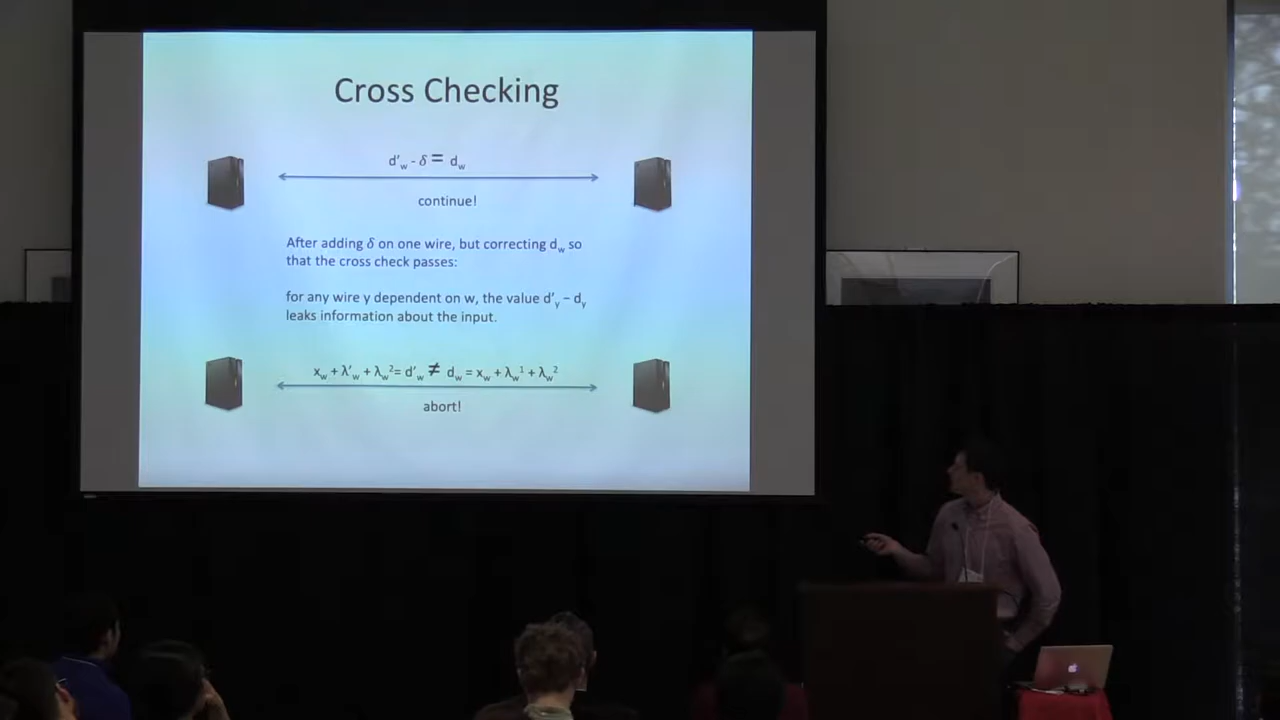 Cross Checking
d'w - δ = dw
continue!
After adding δ on one wire, but correcting dw so
that the cross check passes:
for any wire y dependent on w, the value d'y – dy
leaks information about the input.
xw + λ'w + λw²= d'w ≠ dw = xw + λw¹ + λw²
abort!